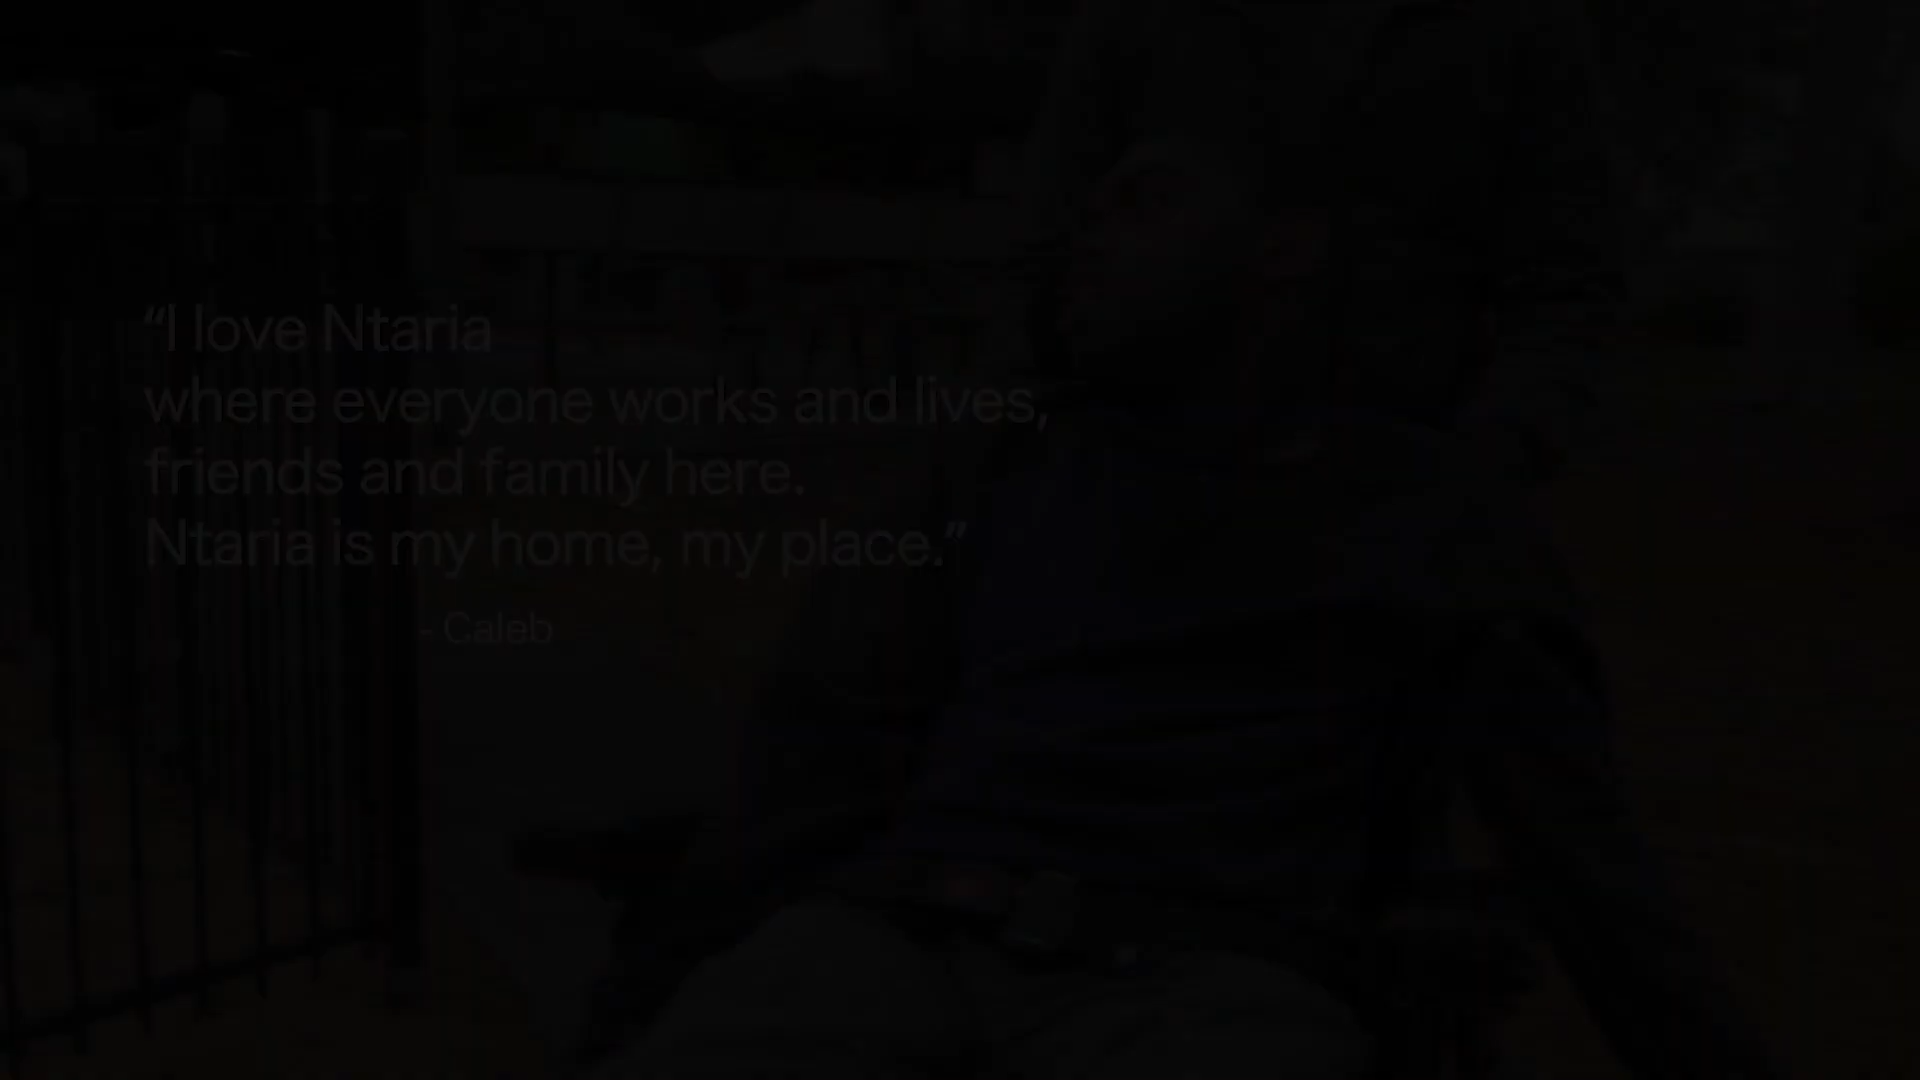 “I love Ntaria
where everyone works and lives,
friends and family here.
Ntaria is my home, my place.”
- Caleb